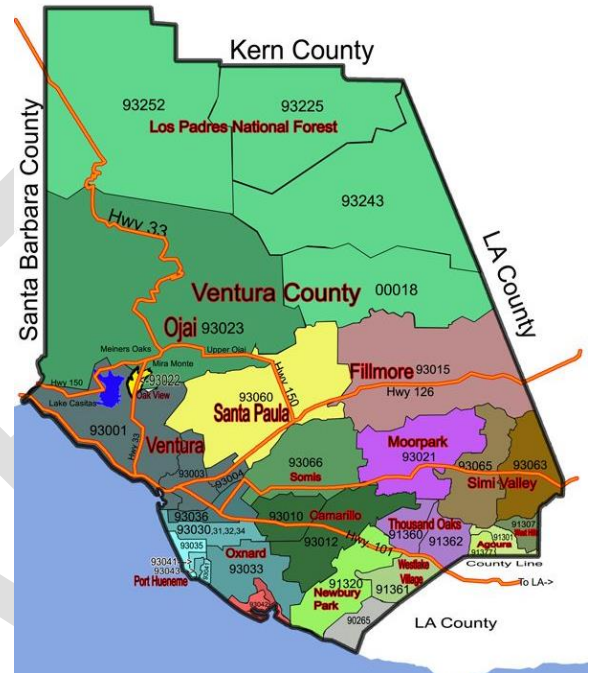 Kern County
Santa Barbara County
93252
93225
Los Padres National Forest
93243
Hwy 33
LA County
Ventura County
00018
Ojai 93023
Meiners Oaks
Upper Ojai
Mira Monte
Hwy 150
93022
Oak View
Lake Casitas
Hwy 150
Fillmore 93015
Hwy 126
93060
Santa Paula
93001
Hwy 33
Ventura
Moorpark
93021
93003
93004
93066
Somis
93065
93063
Simi Valley
93036
93030,31,32,34
93010
Camarillo
93012
Thousand Oaks
91360
91362
91307
West Hills
91301
Agoura
91377
93035
Oxnard
93033
93041-->
93043
Port Hueneme
Hwy 101
County Line
To LA->
Westlake
Village
91361
91320
Newbury
Park
93042
90265
LA County